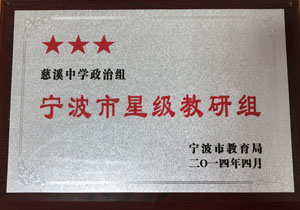 ★★★
慈溪中学政治组
宁波市星级教研组
宁波市教育局
二〇一四年四月